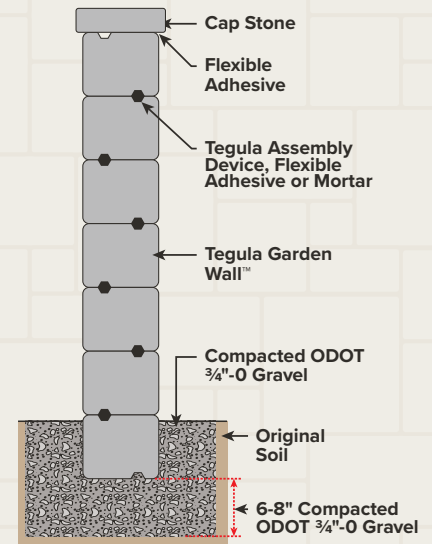 Cap Stone
Flexible
Adhesive
Tegula Assembly
Device, Flexible
Adhesive or Mortar
Tegula Garden
Wall™
Compacted ODOT
¾"-0 Gravel
Original
Soil
6-8" Compacted
ODOT ¾"-0 Gravel